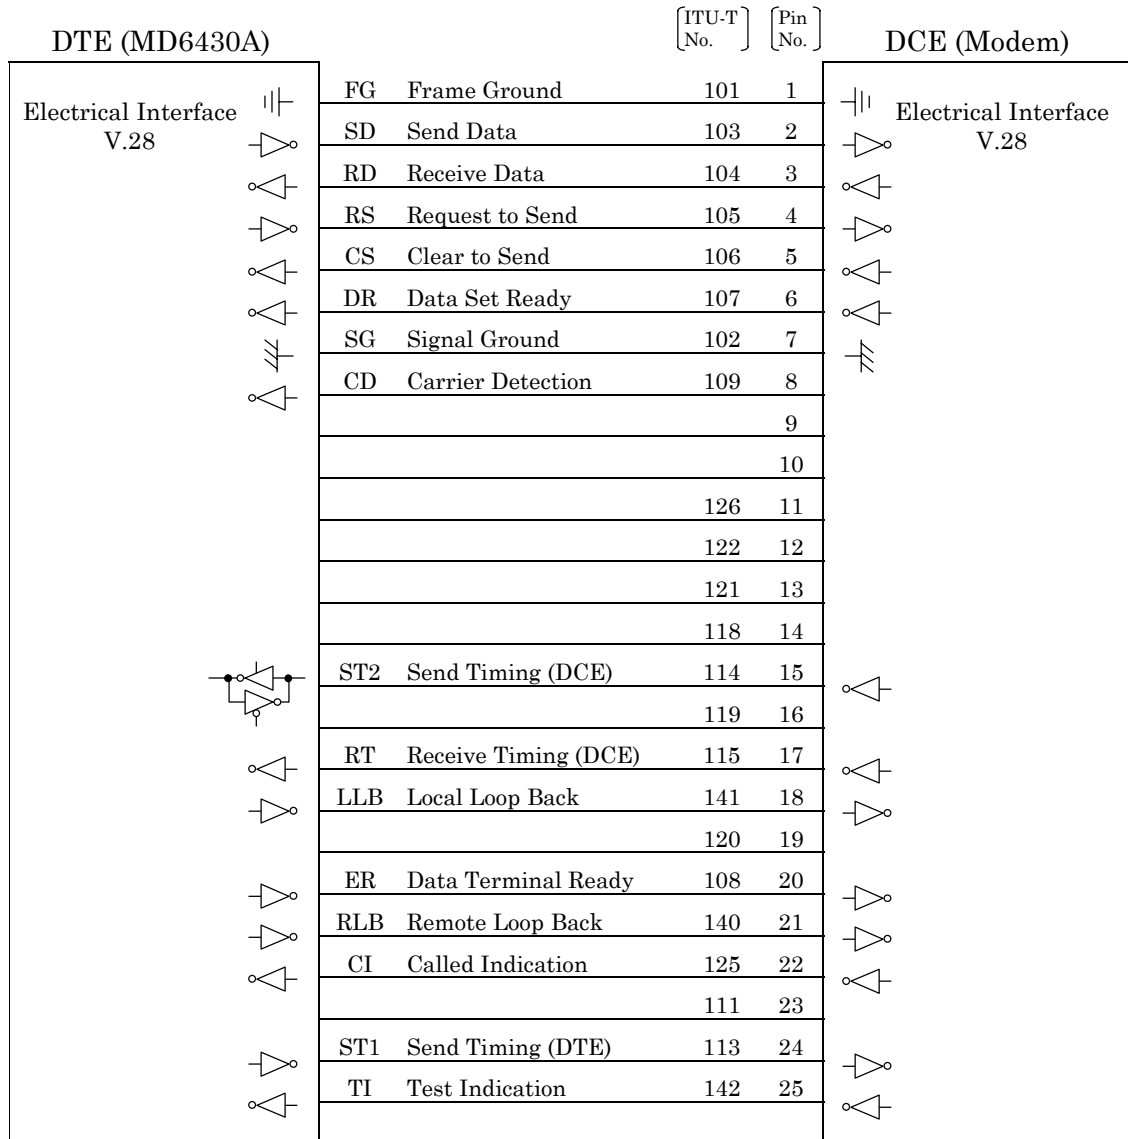 DTE (MD6430A)
ITU-T No.
Pin No.
DCE (Modem)
Electrical Interface
V.28
Electrical Interface
V.28
FG Frame Ground 101 1
SD Send Data 103 2
RD Receive Data 104 3
RS Request to Send 105 4
CS Clear to Send 106 5
DR Data Set Ready 107 6
SG Signal Ground 102 7
CD Carrier Detection 109 8
9
10
126 11
122 12
121 13
118 14
ST2 Send Timing (DCE) 114 15
119 16
RT Receive Timing (DCE) 115 17
LLB Local Loop Back 141 18
120 19
ER Data Terminal Ready 108 20
RLB Remote Loop Back 140 21
CI Called Indication 125 22
111 23
ST1 Send Timing (DTE) 113 24
TI Test Indication 142 25